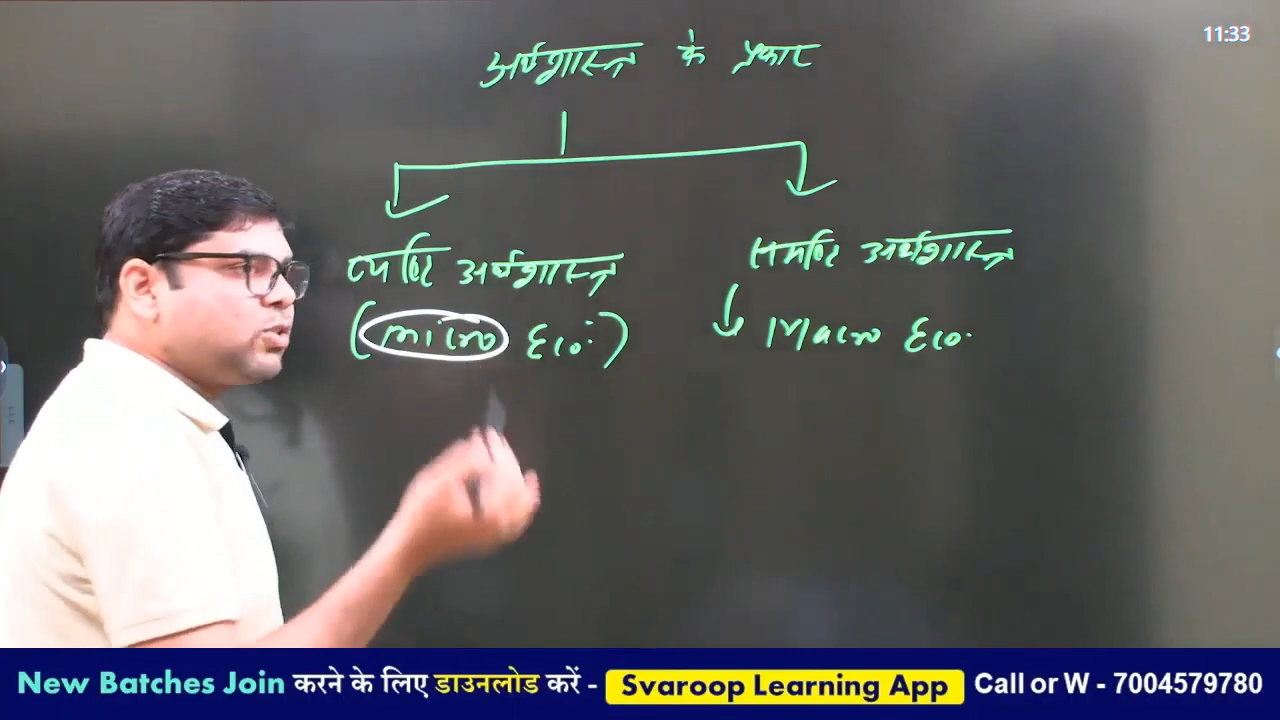 11:33
अर्थशास्त्र के प्रकार
व्यष्टि अर्थशास्त्र
समष्टि अर्थशास्त्र
(micro Eco:)
Macro Eco.
New Batches Join करने के लिए डाउनलोड करें - Svaroop Learning App Call or W - 7004579780